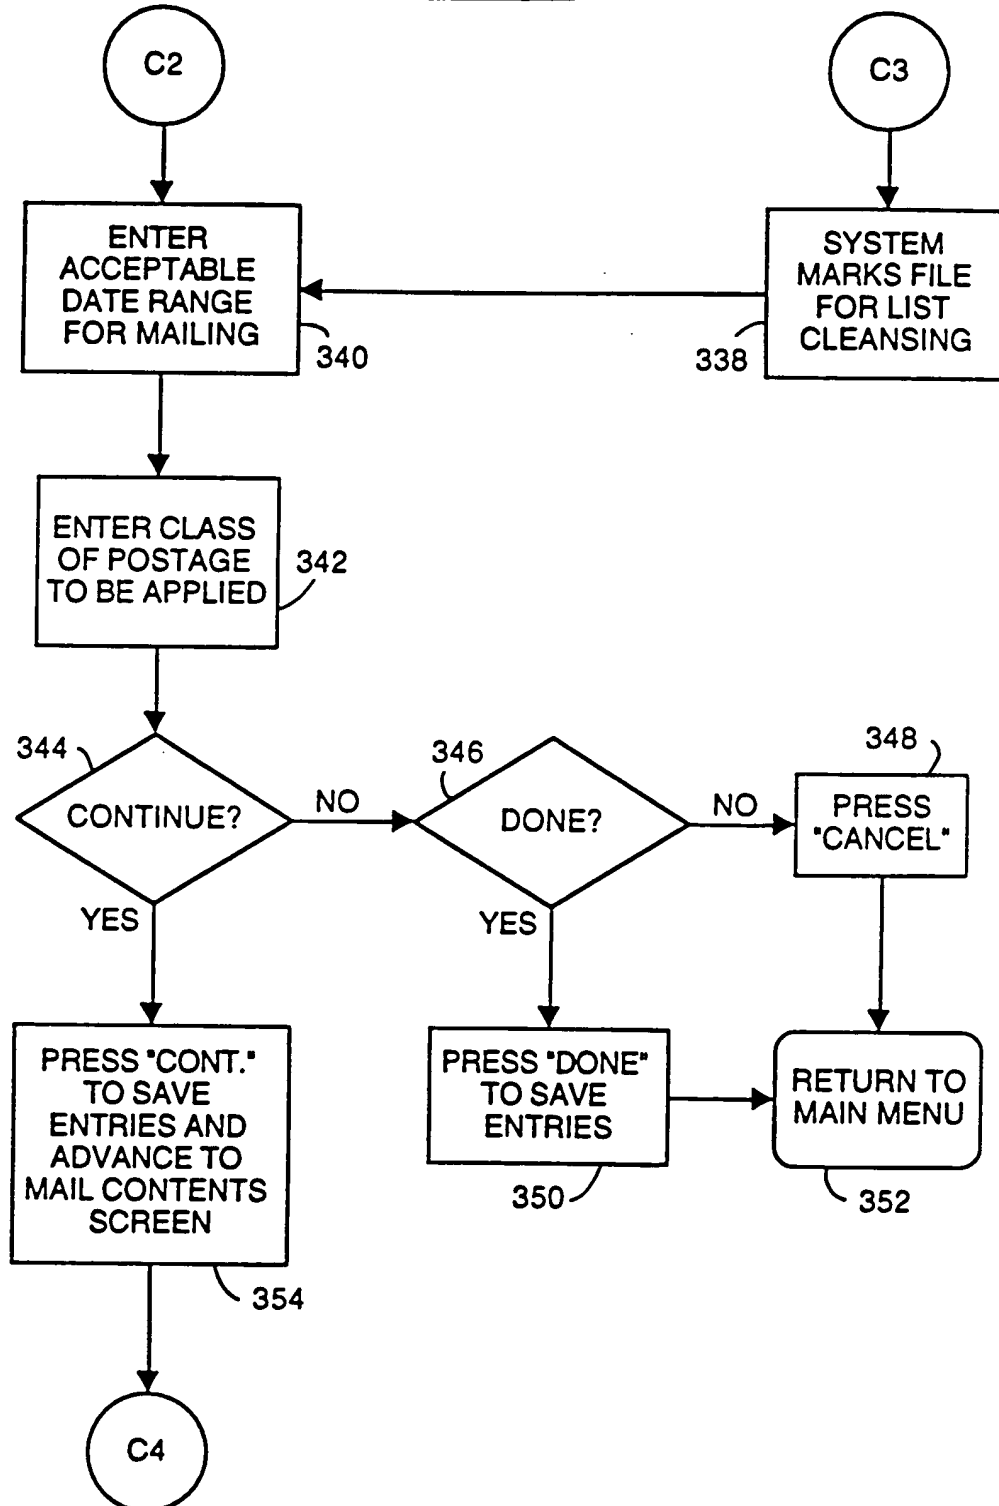 C2
C3
ENTER
ACCEPTABLE
DATE RANGE
FOR MAILING
340
SYSTEM
MARKS FILE
FOR LIST
CLEANSING
338
ENTER CLASS
OF POSTAGE
TO BE APPLIED
342
344
CONTINUE?
NO
346
DONE?
NO
348
PRESS
"CANCEL"
YES
YES
PRESS "CONT."
TO SAVE
ENTRIES AND
ADVANCE TO
MAIL CONTENTS
SCREEN
354
PRESS "DONE"
TO SAVE
ENTRIES
350
RETURN TO
MAIN MENU
352
C4